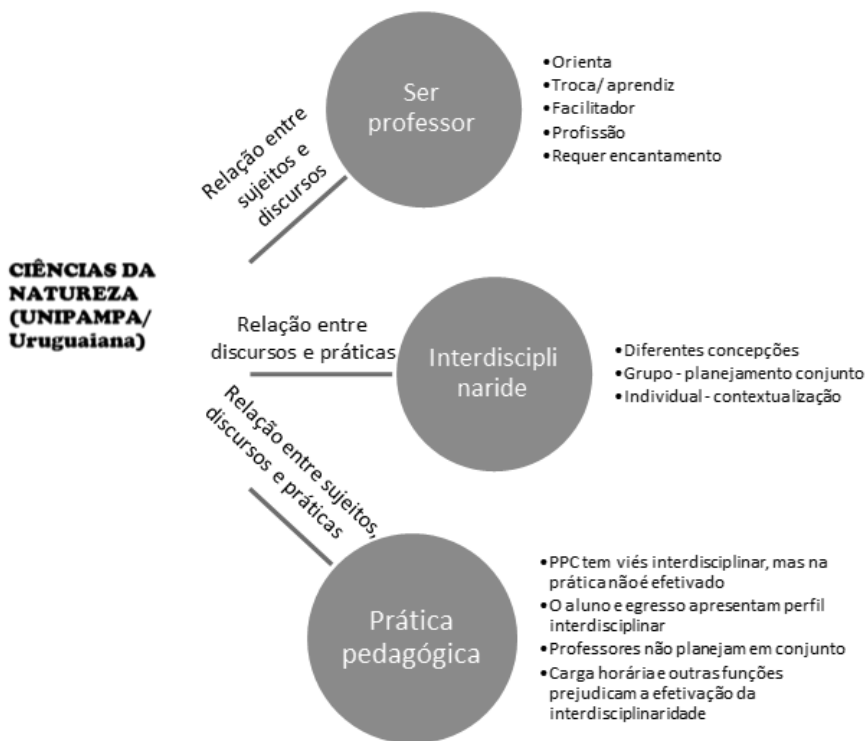 CIÊNCIAS DA
NATUREZA
(UNIPAMPA/
Uruguaiana)
Relação entre
sujeitos e
discursos
Ser
professor
•Orienta
•Troca/ aprendiz
•Facilitador
•Profissão
•Requer encantamento
Relação entre
discursos e práticas
Interdiscipli
naride
•Diferentes concepções
•Grupo - planejamento conjunto
•Individual - contextualização
Relação entre sujeitos,
discursos e práticas
Prática
pedagógica
•PPC tem viés interdisciplinar, mas na
prática não é efetivado
•O aluno e egresso apresentam perfil
interdisciplinar
•Professores não planejam em conjunto
•Carga horária e outras funções
prejudicam a efetivação da
interdisciplinaridade